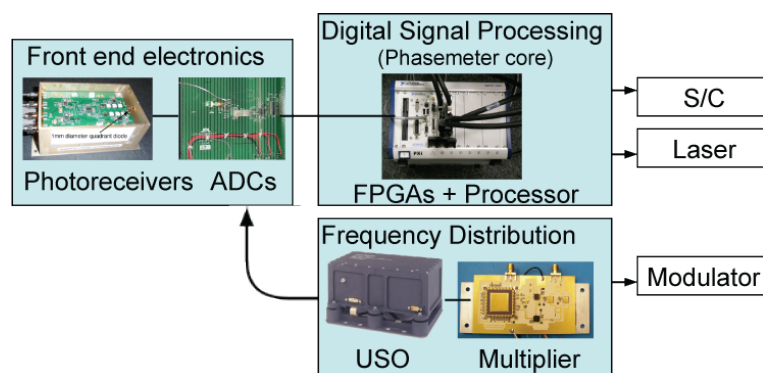 Front end electronics
1mm diameter quadrant diode
Photoreceivers ADCs
Digital Signal Processing
(Phasemeter core)
FPGAs + Processor
S/C
Laser
Frequency Distribution
USO Multiplier
Modulator